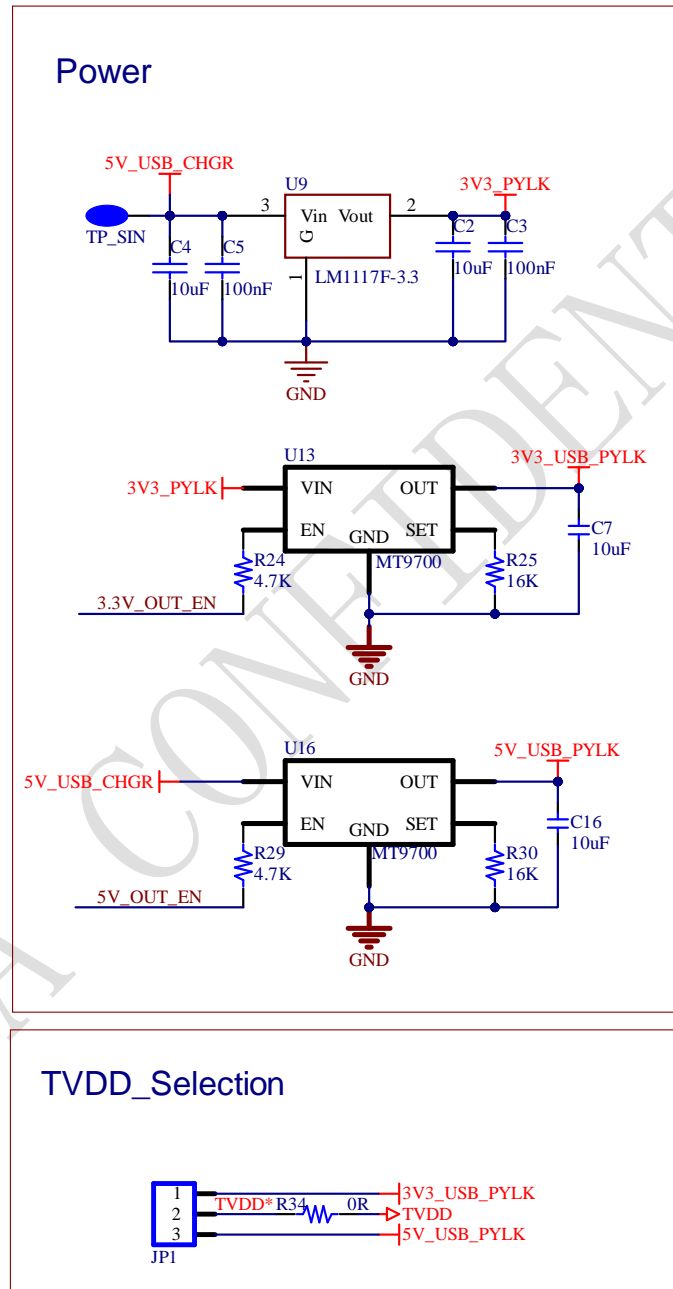 Power
5V_USB_CHGR
U9
3V3_PYLK
3
Vin
Vout
2
G
1
TP_SIN
C4
10uF
C5
100nF
LM1117F-3.3
C2
10uF
C3
100nF
GND
U13
3V3_USB_PYLK
3V3_PYLK
VIN
OUT
EN
GND
SET
MT9700
C7
10uF
R24
4.7K
R25
16K
3.3V_OUT_EN
GND
U16
5V_USB_PYLK
5V_USB_CHGR
VIN
OUT
EN
GND
SET
MT9700
C16
10uF
R29
4.7K
R30
16K
5V_OUT_EN
GND
TVDD_Selection
1
3V3_USB_PYLK
2
TVDD*
R34
0R
TVDD
3
5V_USB_PYLK
JP1
CONFIDENT